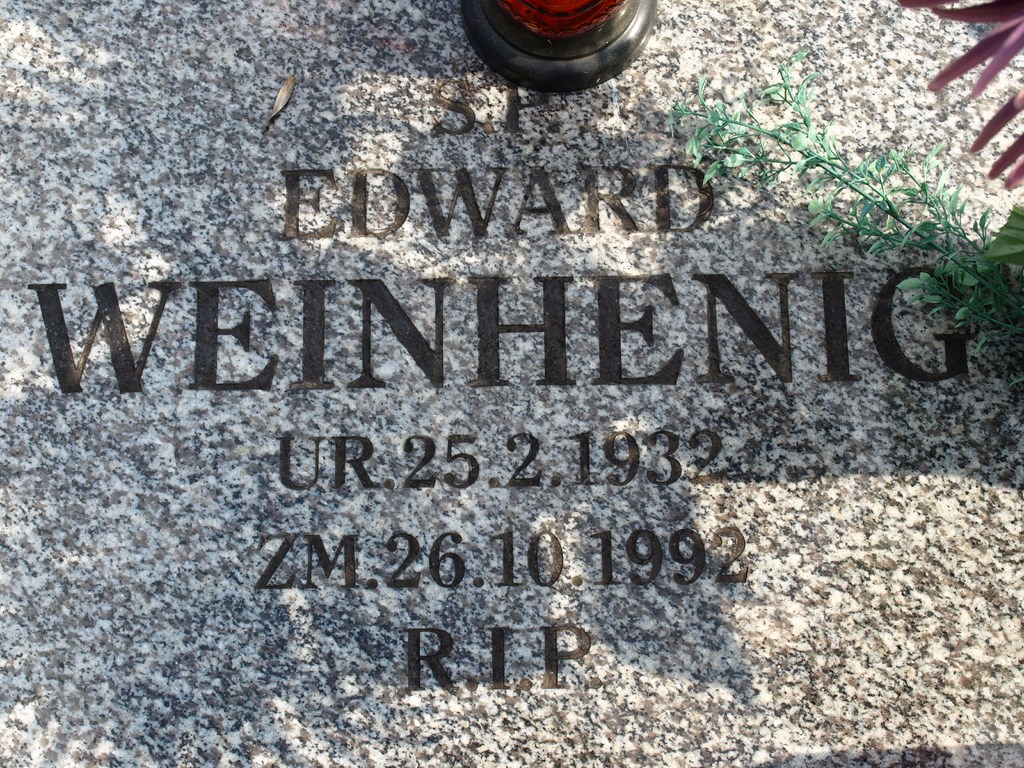 Ś.P.
EDWARD
WEINHENIG
UR.25.2.1932
ZM.26.10.1992
R.I.P